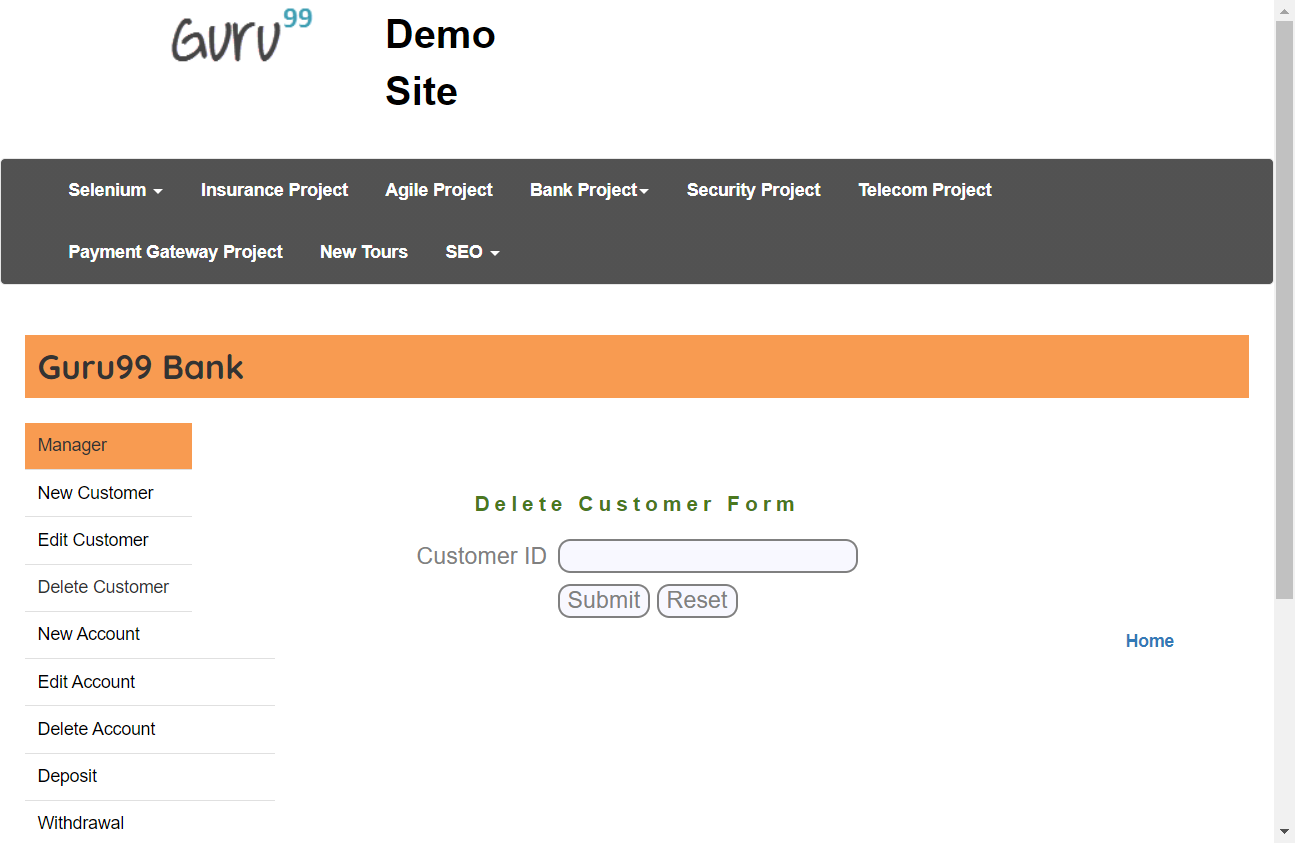 Guru99
Demo
Site
Selenium
Insurance Project
Agile Project
Bank Project
Security Project
Telecom Project
Payment Gateway Project
New Tours
SEO
Guru99 Bank
Manager
New Customer
Edit Customer
Delete Customer
New Account
Edit Account
Delete Account
Deposit
Withdrawal
Delete Customer Form
Customer ID
Submit Reset
Home